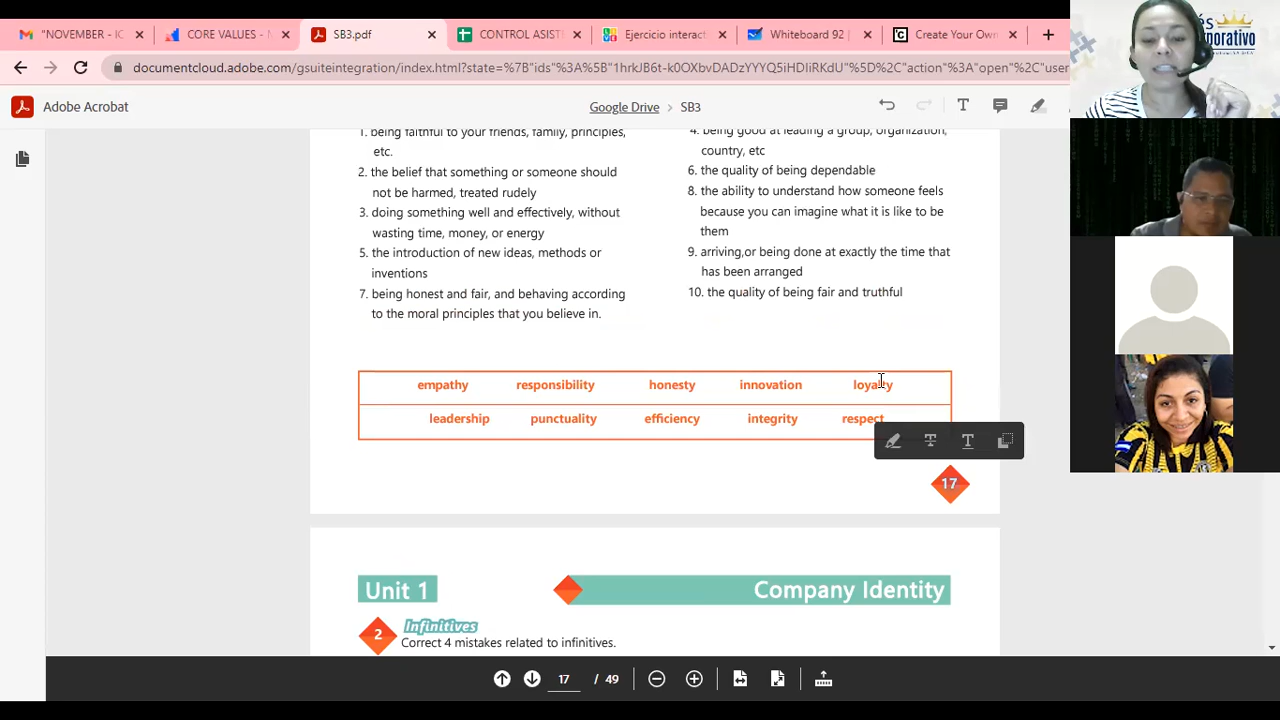 "NOVEMBER - IC
CORE VALUES - N
SB3.pdf
CONTROL ASIST
Ejercicio interact
Whiteboard 92 |
Create Your Own
documentcloud.adobe.com/gsuiteintegration/index.html?state=%7B"ids"%3A%5B"1hrkJB6t-k0OXbvDADzYYYQ5iHDIiRKdU"%5D%2C"action"%3A"open"%2C"user
Adobe Acrobat
Google Drive > SB3
1. being faithful to your friends, family, principles,
etc.
2. the belief that something or someone should
not be harmed, treated rudely
3. doing something well and effectively, without
wasting time, money, or energy
5. the introduction of new ideas, methods or
inventions
7. being honest and fair, and behaving according
to the moral principles that you believe in.
4. being good at leading a group, organization,
country, etc
6. the quality of being dependable
8. the ability to understand how someone feels
because you can imagine what it is like to be
them
9. arriving,or being done at exactly the time that
has been arranged
10. the quality of being fair and truthful
empathy responsibility honesty innovation loyalty
leadership punctuality efficiency integrity respect
17
Unit 1
Company Identity
2
Infinitives
Correct 4 mistakes related to infinitives.
17 / 49